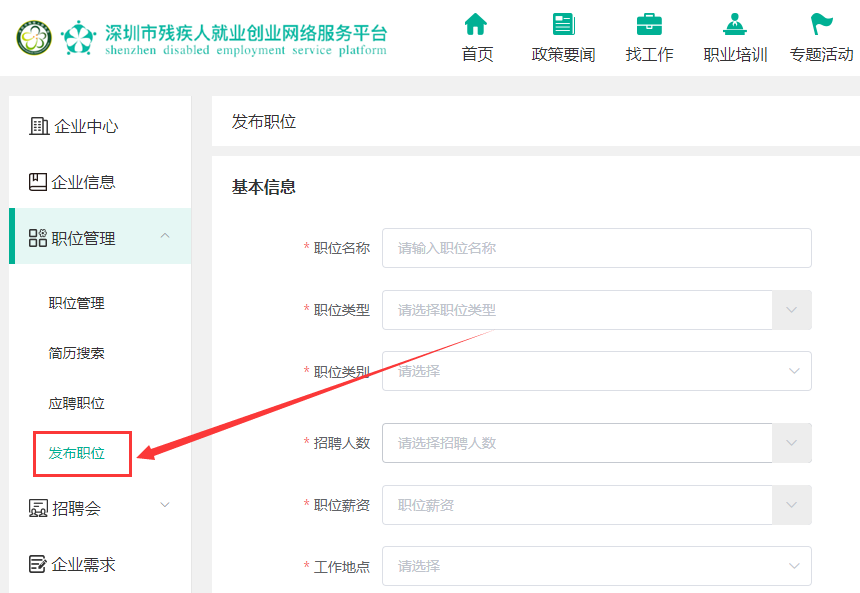 深圳市残疾人就业创业网络服务平台
shenzhen disabled employment service platform
首页
政策要闻
找工作
职业培训
专题活动
企业中心
企业信息
职位管理
职位管理
简历搜索
应聘职位
发布职位
招聘会
企业需求
发布职位
基本信息
* 职位名称 请输入职位名称
* 职位类型 请选择职位类型
* 职位类别 请选择
* 招聘人数 请选择招聘人数
* 职位薪资 职位薪资
* 工作地点 请选择